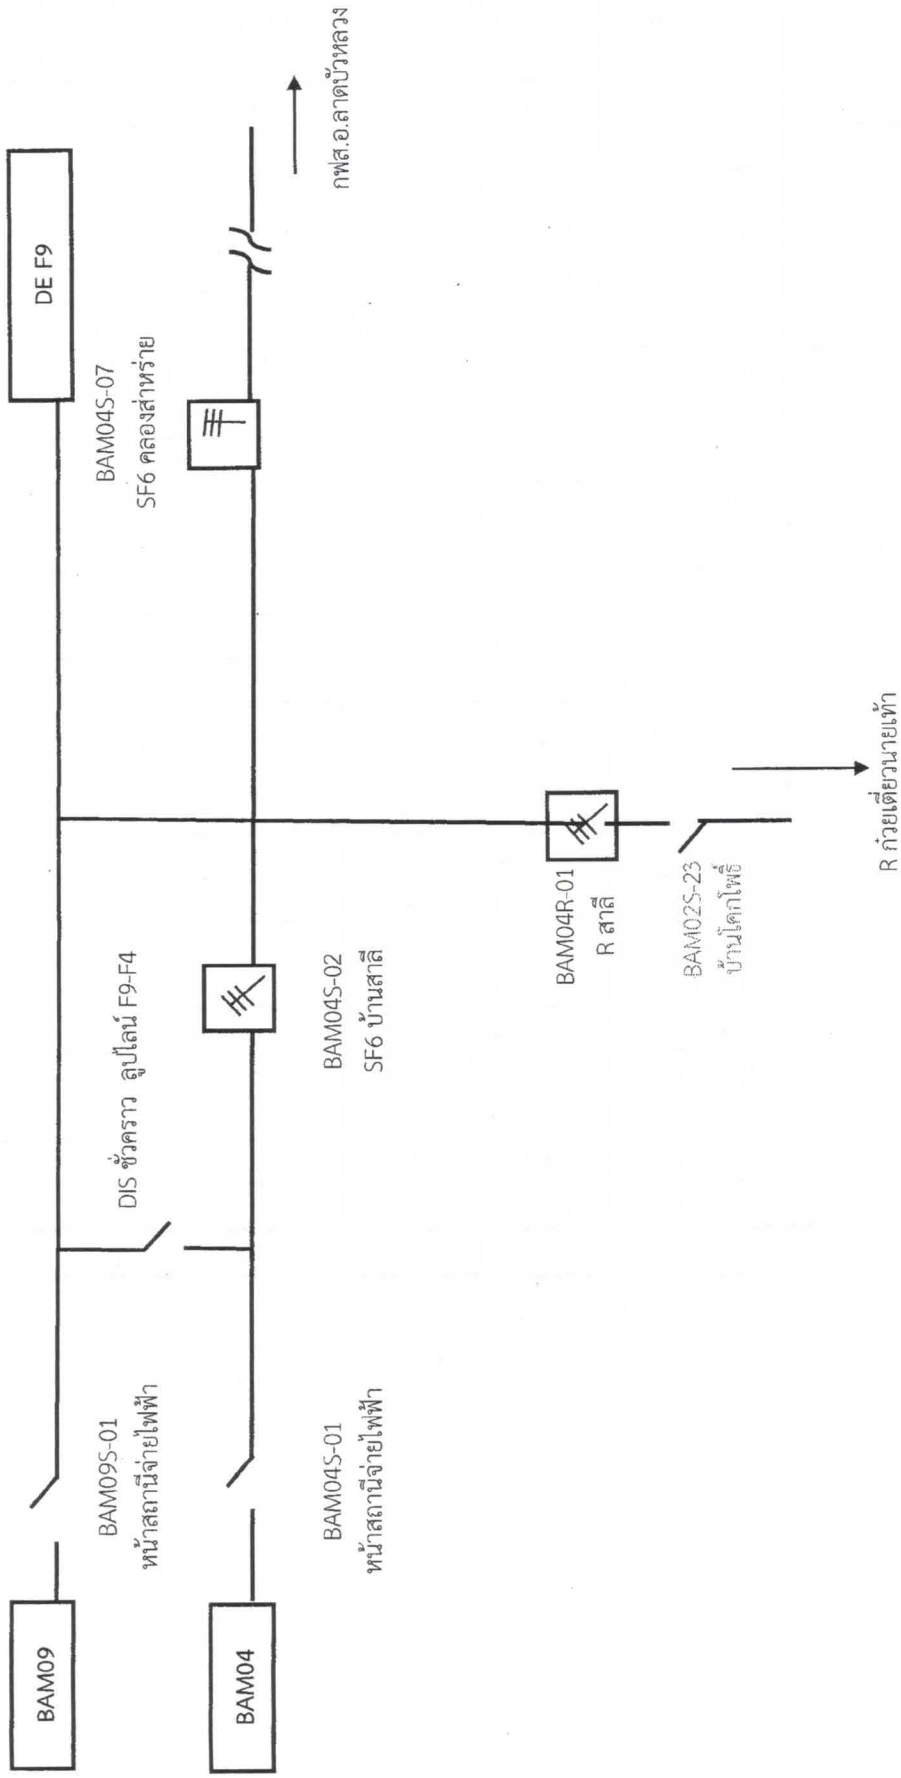 BAM09
BAM09S-01
หน้าสถานีจ่ายไฟฟ้า
DIS ชั่วคราว ลูปไลน์ F9-F4
BAM04S-07
SF6 คลองสำหร่าย
DE F9
BAM04
BAM04S-01
หน้าสถานีจ่ายไฟฟ้า
BAM04S-02
SF6 บ้านสาลี
กฟส.อ.ลาดบัวหลวง
BAM04R-01
R สาลี
BAM02S-23
บ้านโคกโพธิ์
R ก๋วยเตี๋ยวนายเท้า